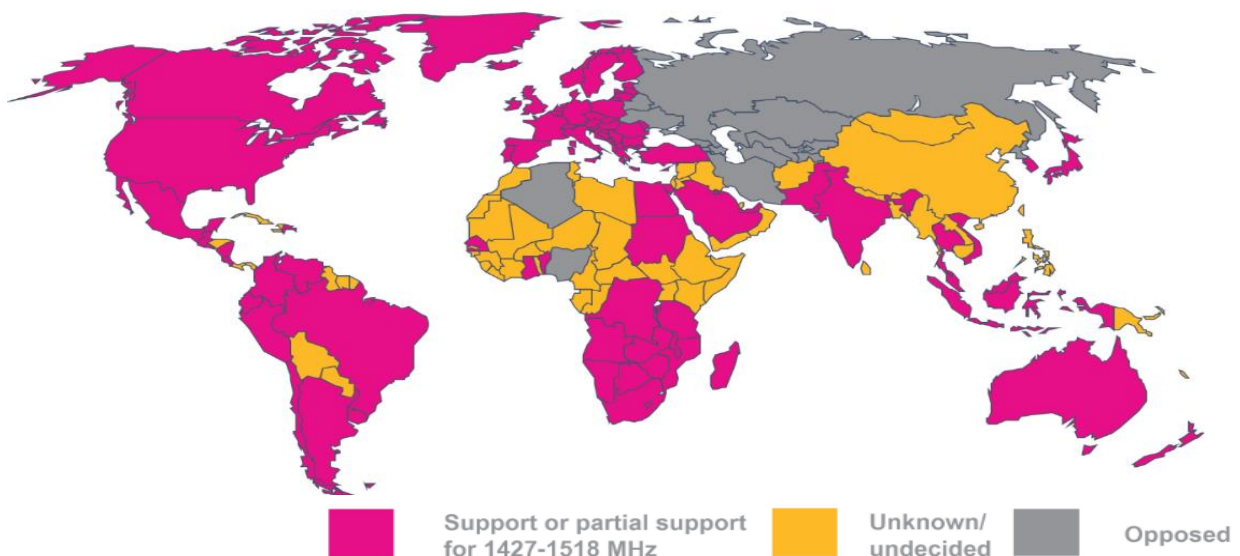 Support or partial support
for 1427-1518 MHz
Unknown/
undecided
Opposed